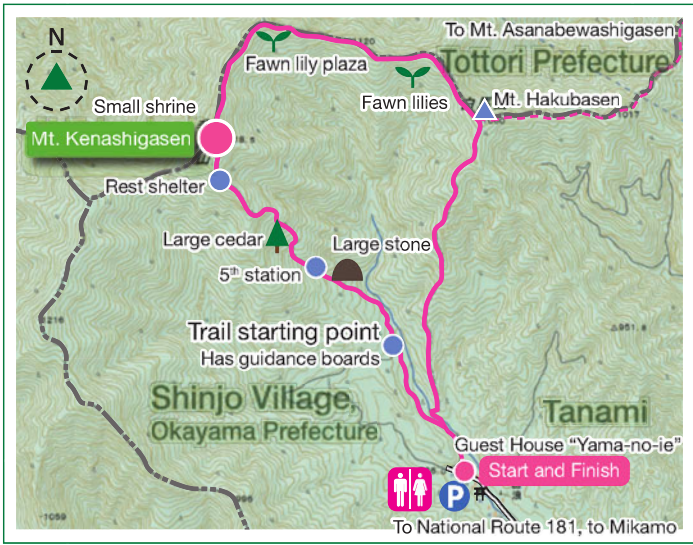 To Mt. Asanabewashigasen
N
Tottori Prefecture
Fawn lily plaza
Fawn lilies
Mt. Hakubasen
Small shrine
Mt. Kenashigasen
1017
Rest shelter
Large cedar
Large stone
5th station
Trail starting point
Has guidance boards
Shinjo Village,
Okayama Prefecture
Tanami
Guest House “Yama-no-ie”
Start and Finish
P
To National Route 181, to Mikamo